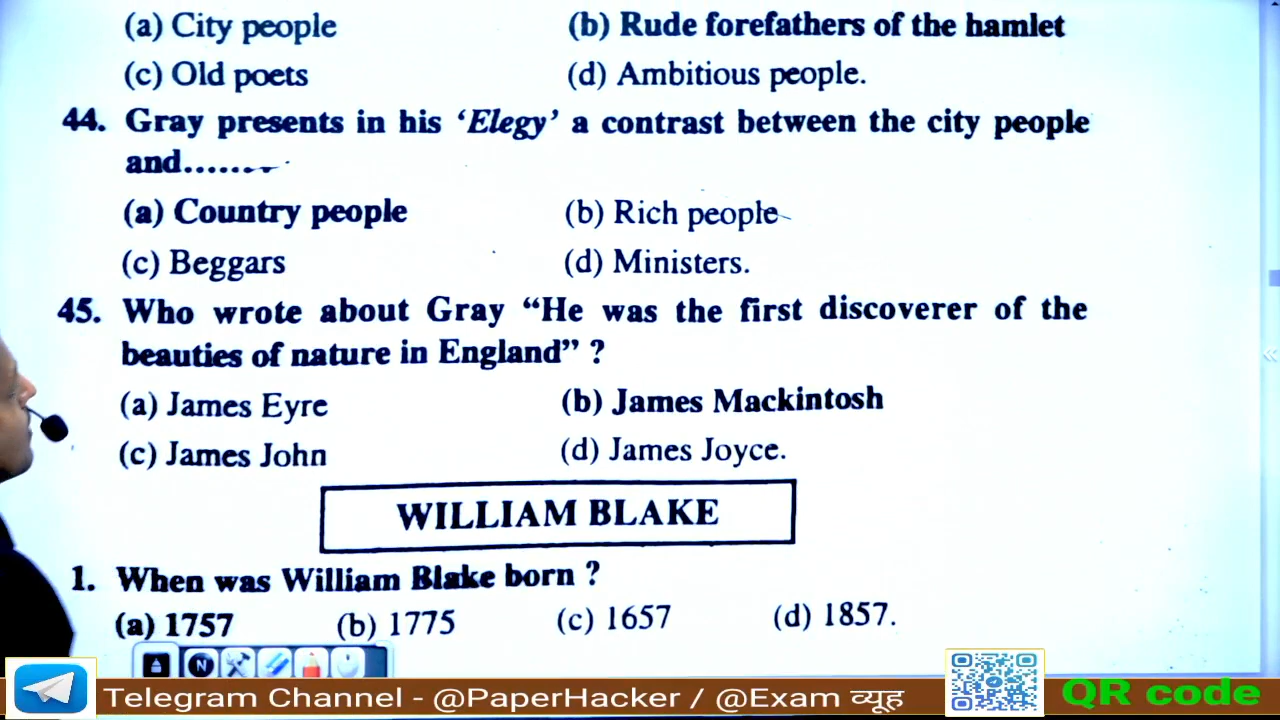 (a) City people (b) Rude forefathers of the hamlet
(c) Old poets (d) Ambitious people.
44. Gray presents in his ‘Elegy’ a contrast between the city people
and.......
(a) Country people (b) Rich people
(c) Beggars (d) Ministers.
45. Who wrote about Gray “He was the first discoverer of the
beauties of nature in England” ?
(a) James Eyre (b) James Mackintosh
(c) James John (d) James Joyce.
WILLIAM BLAKE
1. When was William Blake born ?
(a) 1757 (b) 1775 (c) 1657 (d) 1857.
N
Telegram Channel - @PaperHacker / @Exam व्यूह QR code